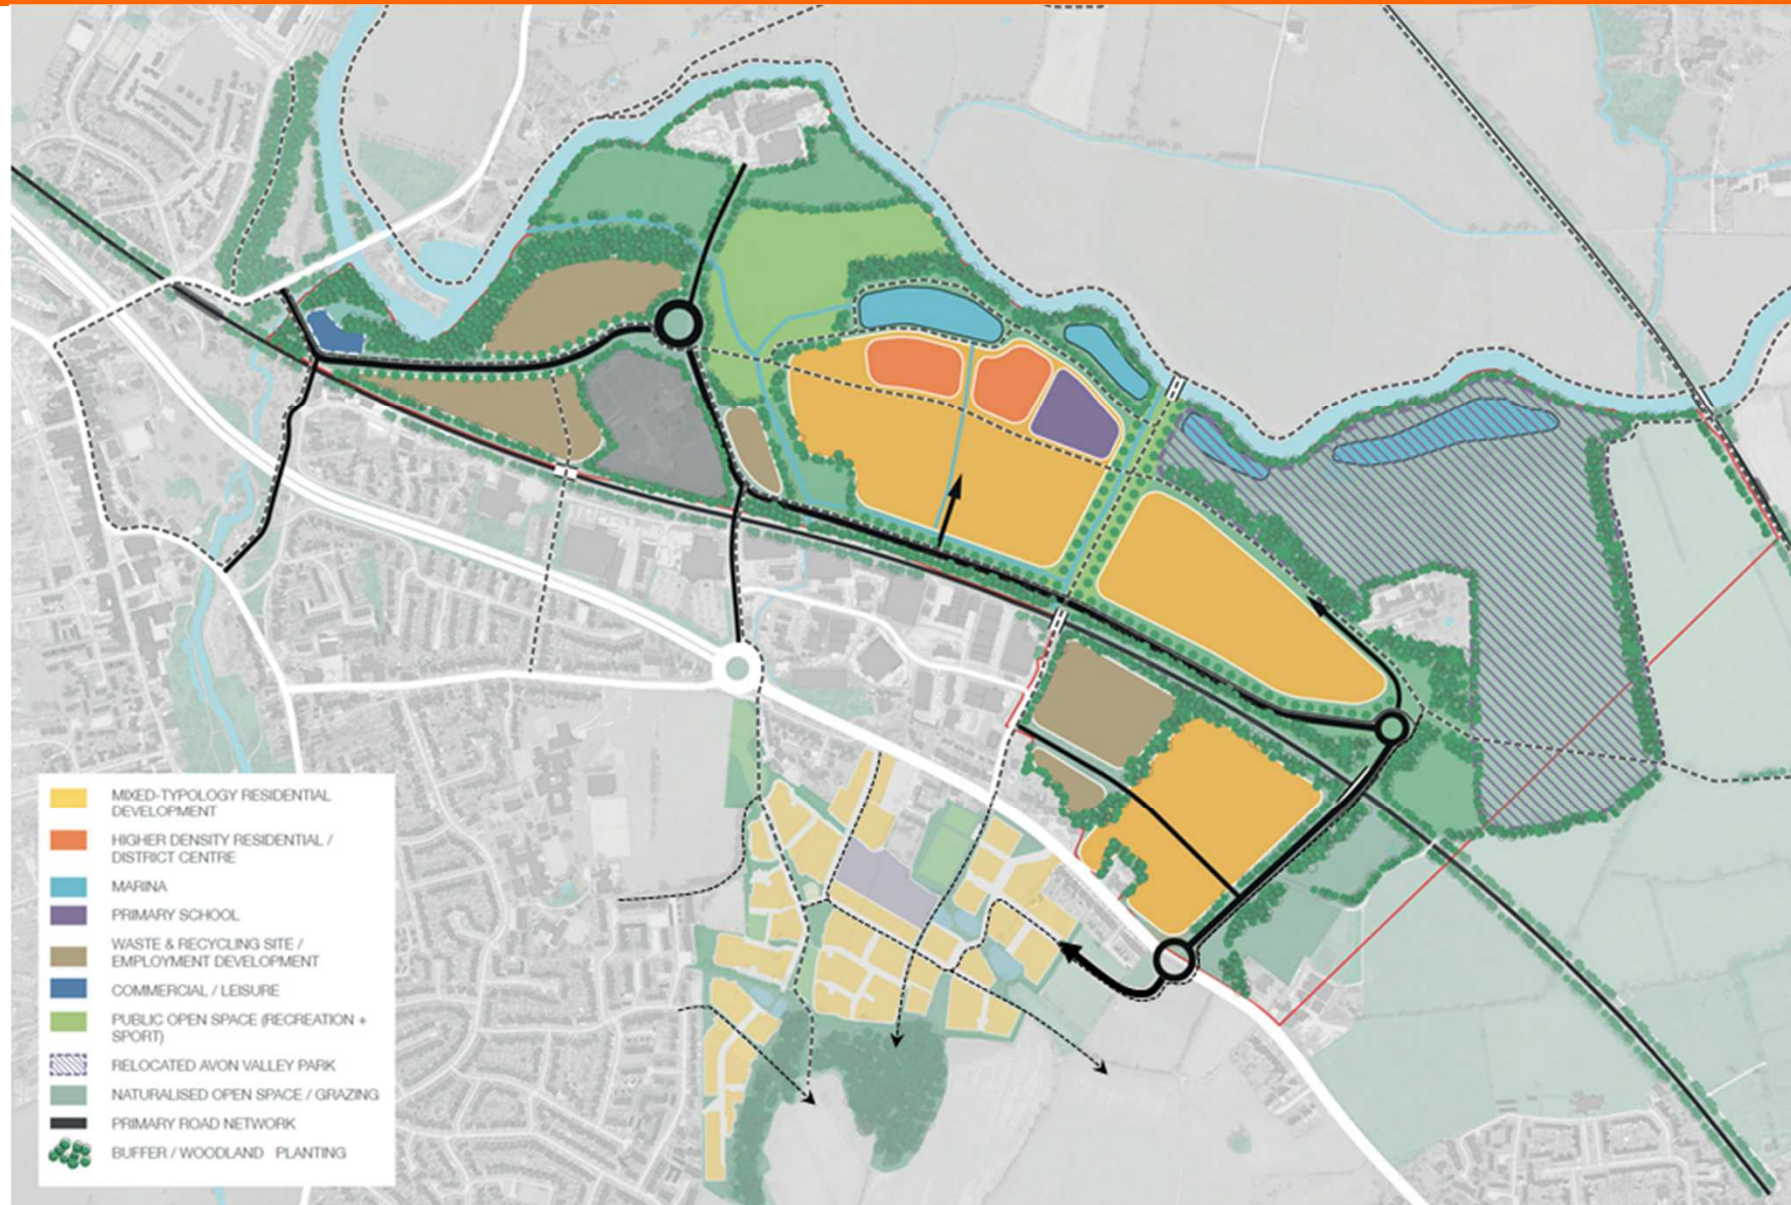 MIXED-TYPOLOGY RESIDENTIAL
DEVELOPMENT
HIGHER DENSITY RESIDENTIAL /
DISTRICT CENTRE
MARINA
PRIMARY SCHOOL
WASTE & RECYCLING SITE /
EMPLOYMENT DEVELOPMENT
COMMERCIAL / LEISURE
PUBLIC OPEN SPACE (RECREATION +
SPORT)
RELOCATED AVON VALLEY PARK
NATURALISED OPEN SPACE / GRAZING
PRIMARY ROAD NETWORK
BUFFER / WOODLAND PLANTING